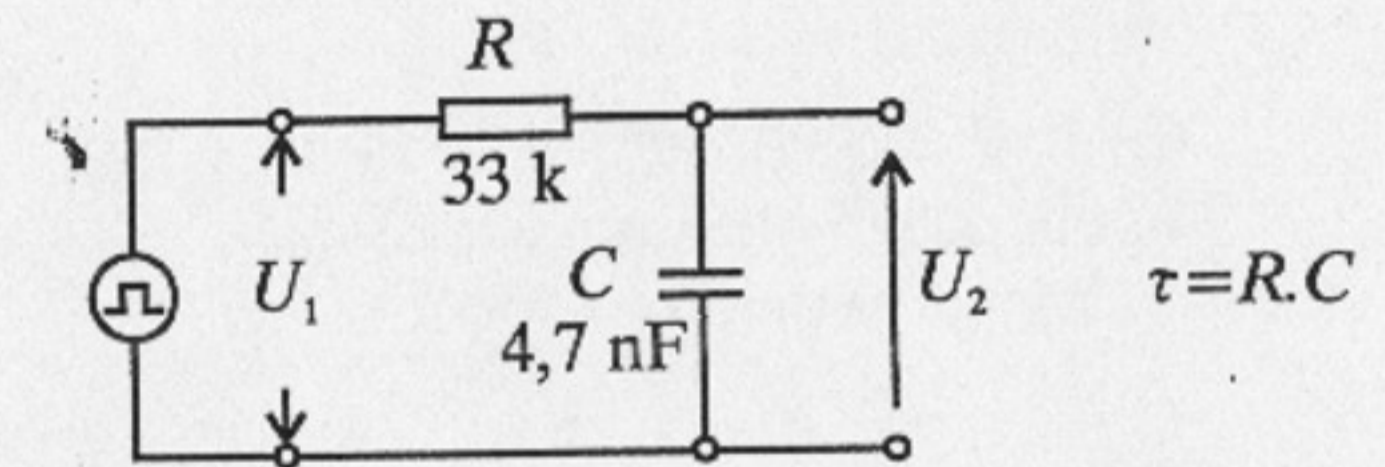 R
33 k
U₁
C
4,7 nF
U₂
τ=R.C